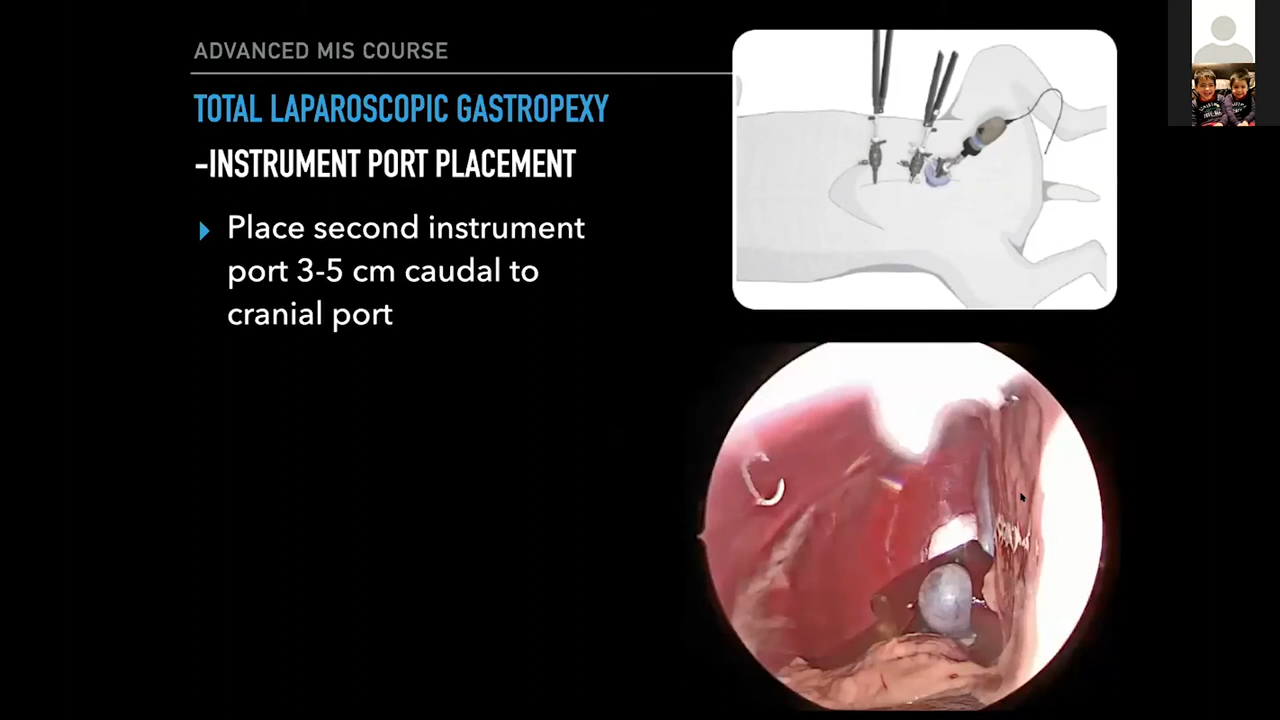 ADVANCED MIS COURSE
TOTAL LAPAROSCOPIC GASTROPEXY
-INSTRUMENT PORT PLACEMENT
Place second instrument
port 3-5 cm caudal to
cranial port